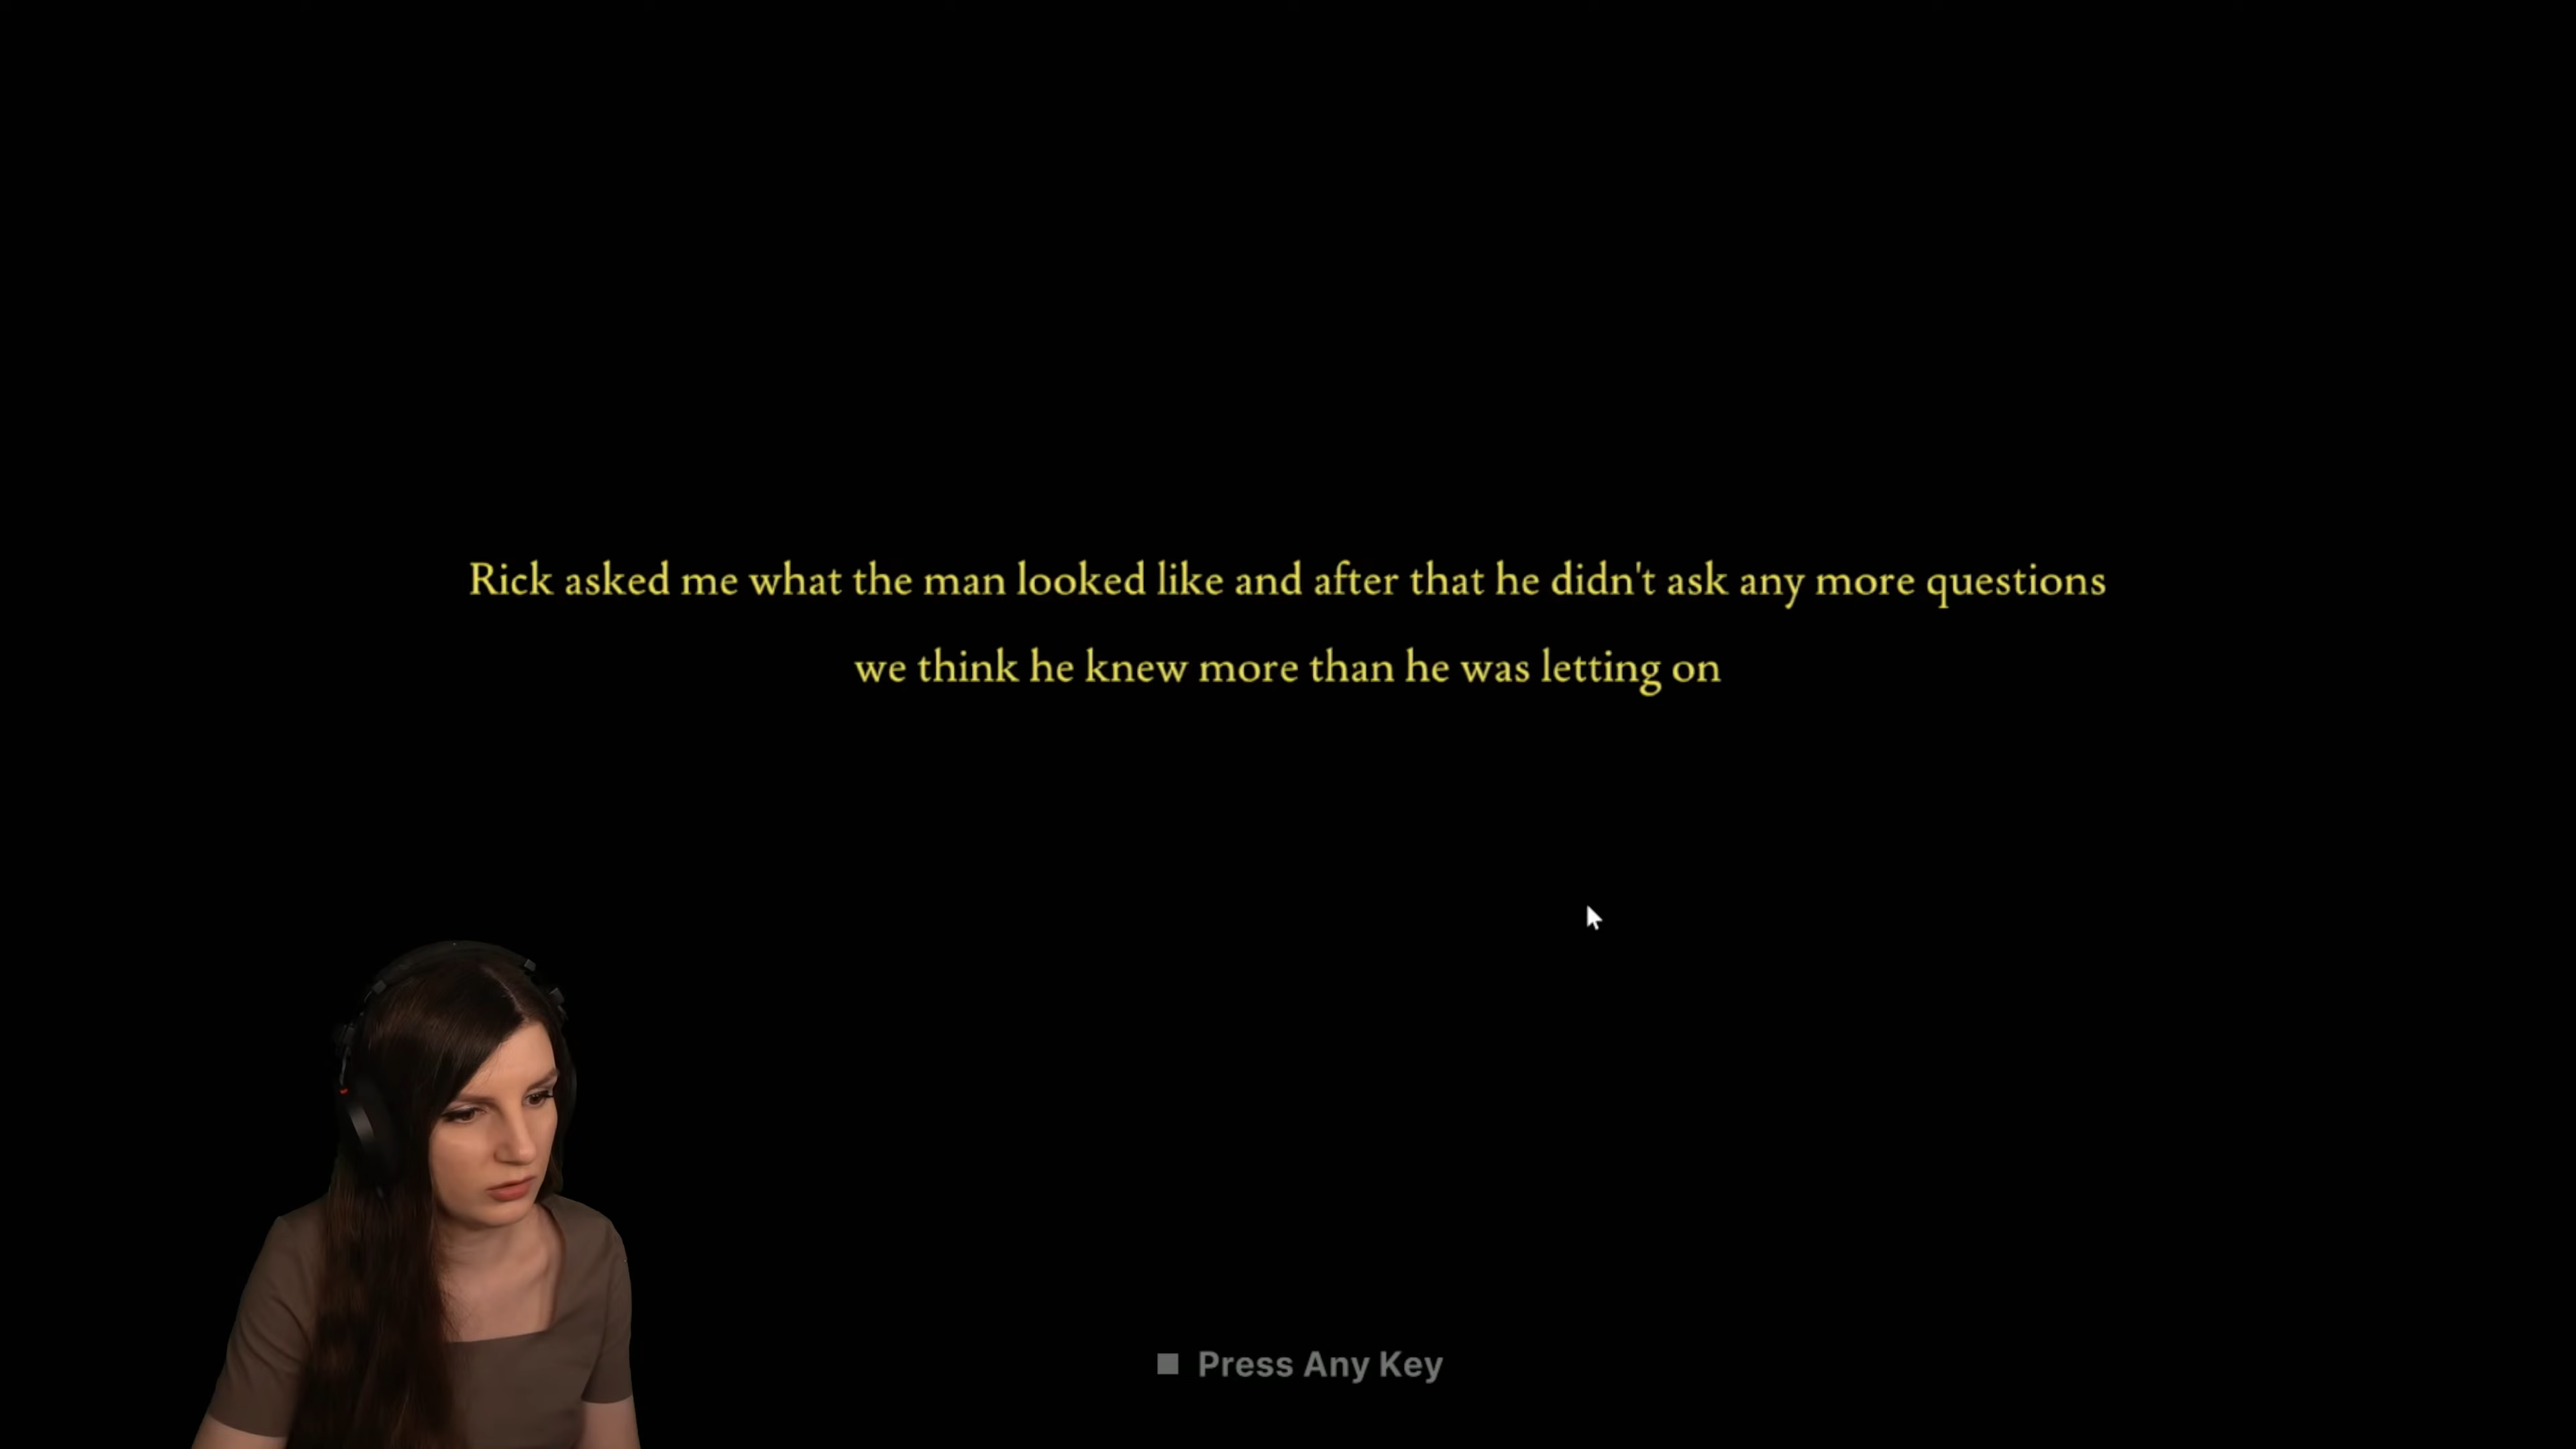 Rick asked me what the man looked like and after that he didn't ask any more questions
we think he knew more than he was letting on
Press Any Key